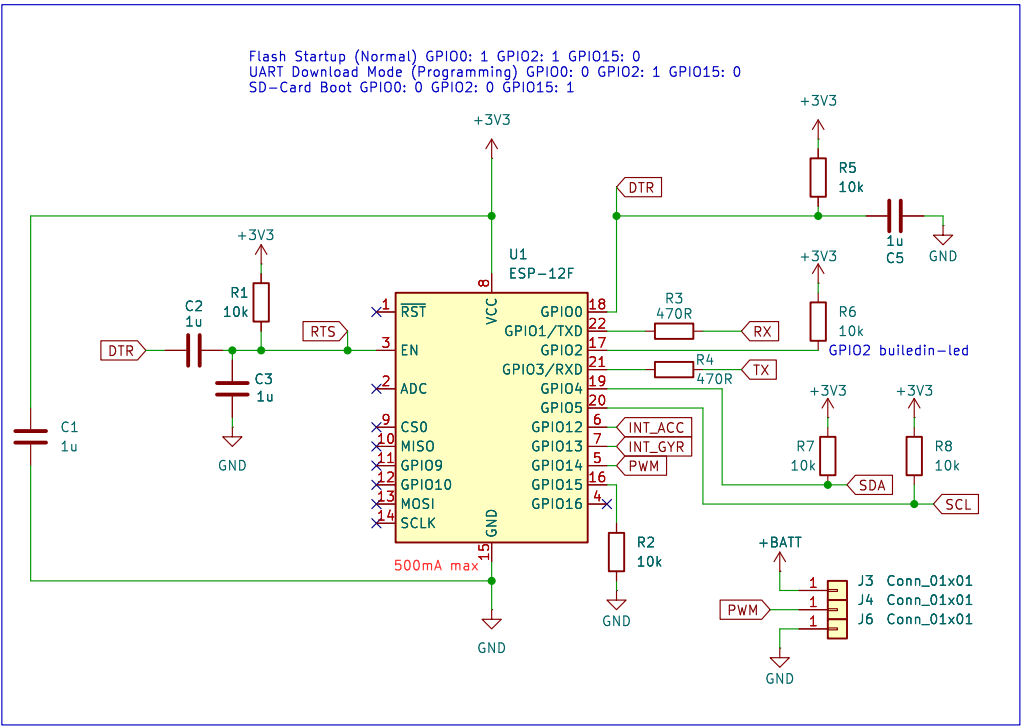 Flash Startup (Normal) GPIO0: 1 GPIO2: 1 GPIO15: 0
UART Download Mode (Programming) GPIO0: 0 GPIO2: 1 GPIO15: 0
SD-Card Boot GPIO0: 0 GPIO2: 0 GPIO15: 1
+3V3
+3V3
R5
10k
DTR
1u
C5
GND
+3V3
R1
10k
C2
1u
DTR
RTS
C3
1u
GND
C1
1u
U1
ESP-12F
8
VCC
1
RST
3
EN
2
ADC
9
CS0
10
MISO
11
GPIO9
12
GPIO10
13
MOSI
14
SCLK
GPIO0
18
GPIO1/TXD
22
GPIO2
17
GPIO3/RXD
21
GPIO4
19
GPIO5
20
GPIO12
6
GPIO13
7
GPIO14
5
GPIO15
16
GPIO16
4
GND
15
500mA max
GND
R3
470R
RX
R4
470R
TX
+3V3
R6
10k
GPIO2 builedin-led
INT_ACC
INT_GYR
PWM
+3V3
R7
10k
SDA
+3V3
R8
10k
SCL
R2
10k
GND
+BATT
1
J3 Conn_01x01
PWM
1
J4 Conn_01x01
1
J6 Conn_01x01
GND